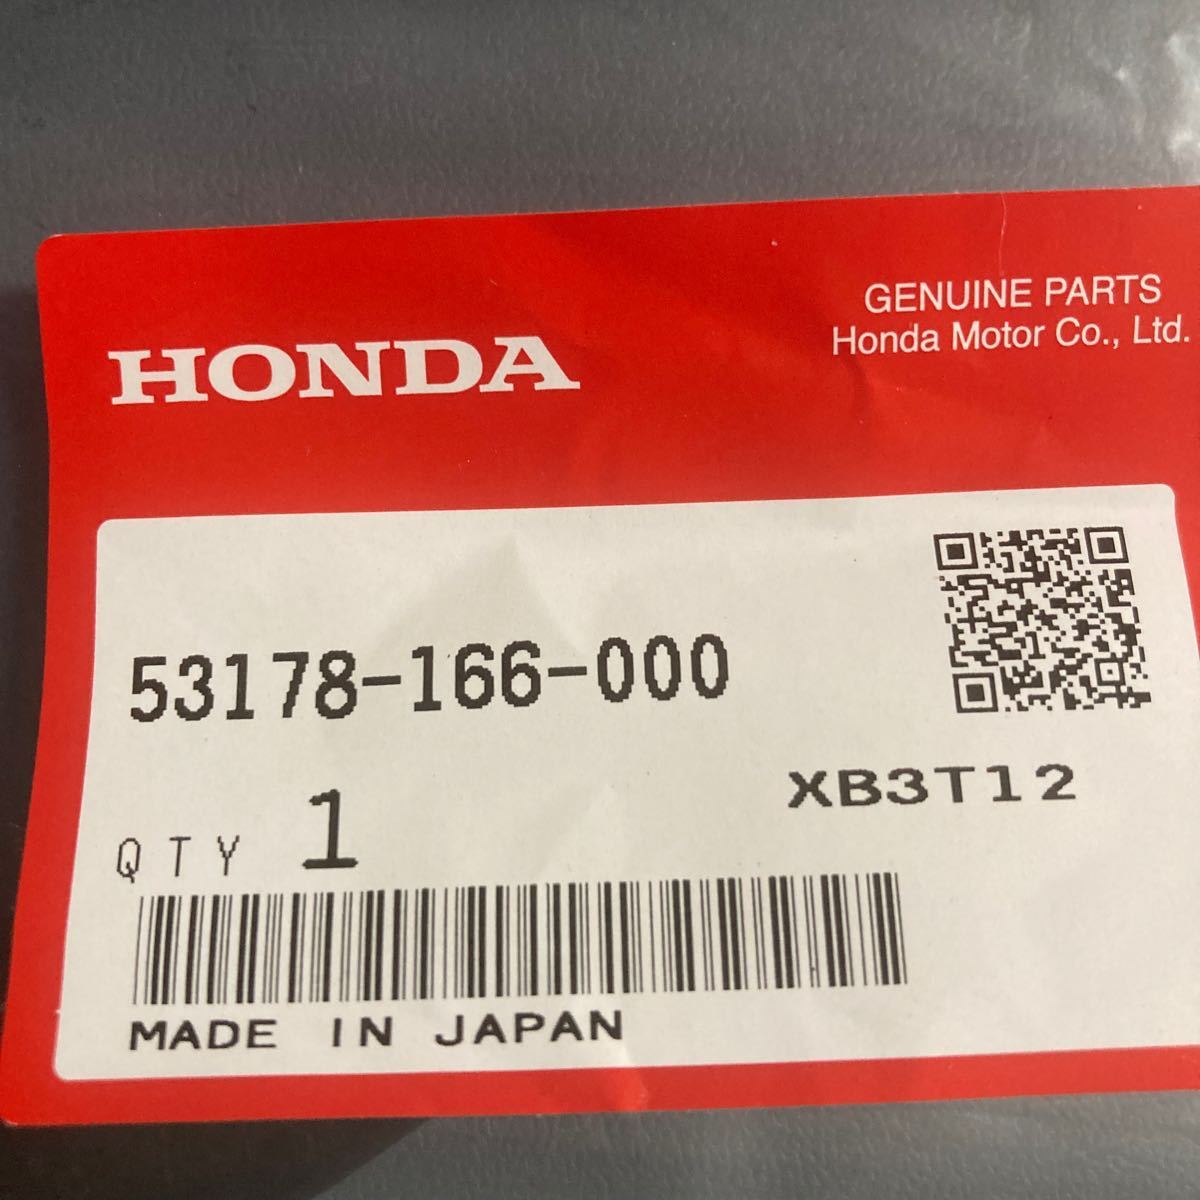 HONDA
GENUINE PARTS
Honda Motor Co., Ltd.
53178-166-000
XB3T12
QTY 1
MADE IN JAPAN